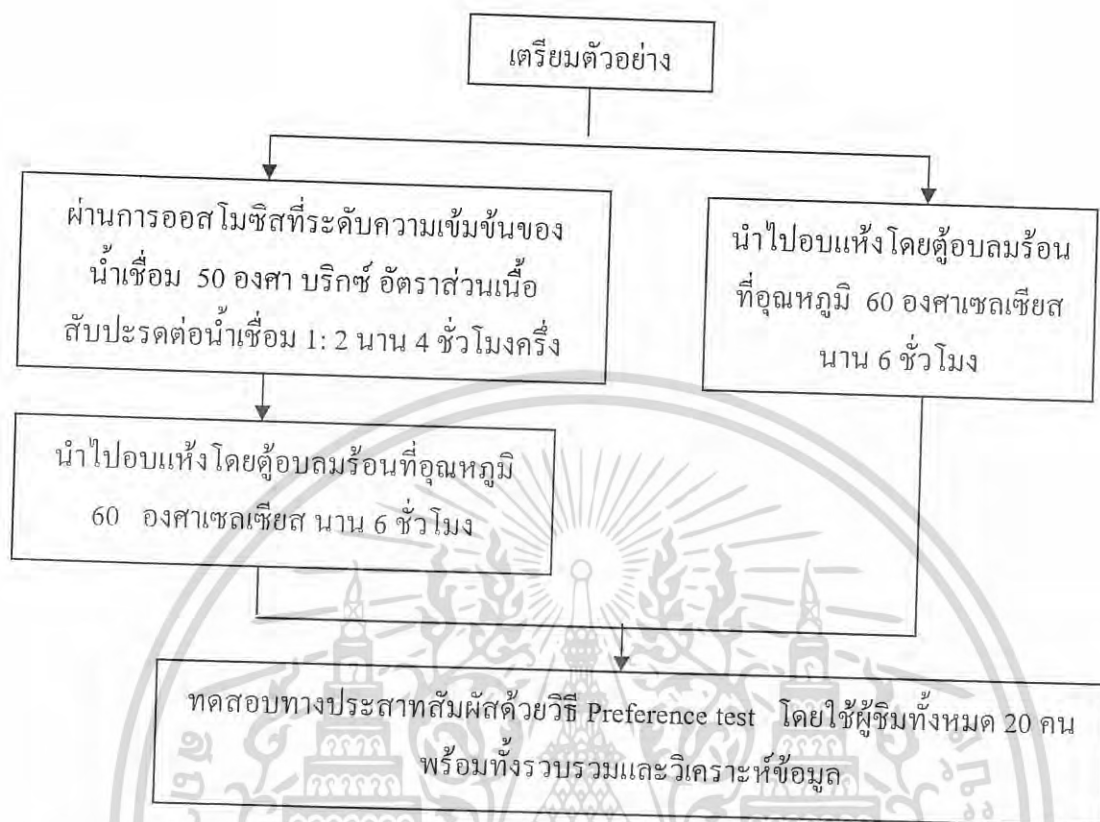 เตรียมตัวอย่าง
ผ่านการออสโมซิสที่ระดับความเข้มข้นของ
น้ำเชื่อม 50 องศา บริกซ์ อัตราส่วนเนื้อ
สับปะรดต่อน้ำเชื่อม 1: 2 นาน 4 ชั่วโมงครึ่ง
นำไปอบแห้งโดยตู้อบลมร้อน
ที่อุณหภูมิ 60 องศาเซลเซียส
นาน 6 ชั่วโมง
นำไปอบแห้งโดยตู้อบลมร้อนที่อุณหภูมิ
60 องศาเซลเซียส นาน 6 ชั่วโมง
ทดสอบทางประสาทสัมผัสด้วยวิธี Preference test โดยใช้ผู้ชิมทั้งหมด 20 คน
พร้อมทั้งรวบรวมและวิเคราะห์ข้อมูล